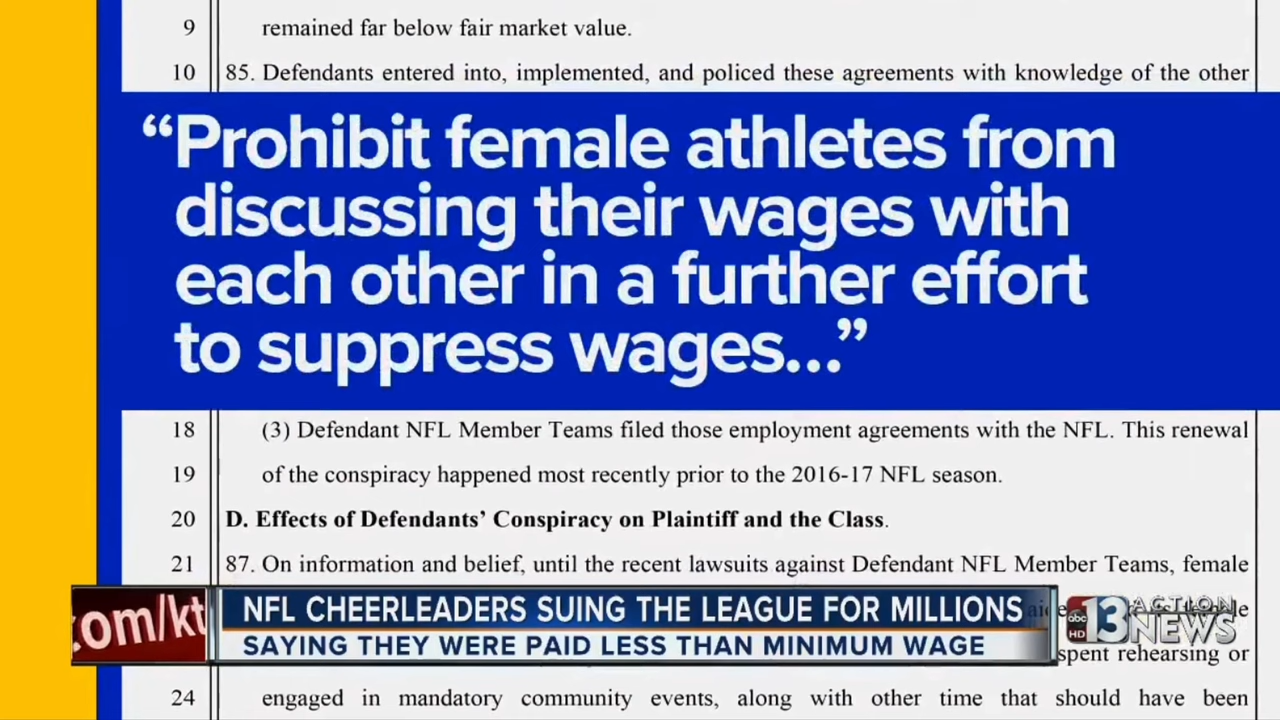 9 remained far below fair market value.
10 85. Defendants entered into, implemented, and policed these agreements with knowledge of the other
“Prohibit female athletes from
discussing their wages with
each other in a further effort
to suppress wages...”
18 (3) Defendant NFL Member Teams filed those employment agreements with the NFL. This renewal
19 of the conspiracy happened most recently prior to the 2016-17 NFL season.
20 D. Effects of Defendants’ Conspiracy on Plaintiff and the Class.
21 87. On information and belief, until the recent lawsuits against Defendant NFL Member Teams, female
.com/kt
NFL CHEERLEADERS SUING THE LEAGUE FOR MILLIONS
SAYING THEY WERE PAID LESS THAN MINIMUM WAGE
abc HD 13 ACTION NEWS
spent rehearsing or
24 engaged in mandatory community events, along with other time that should have been